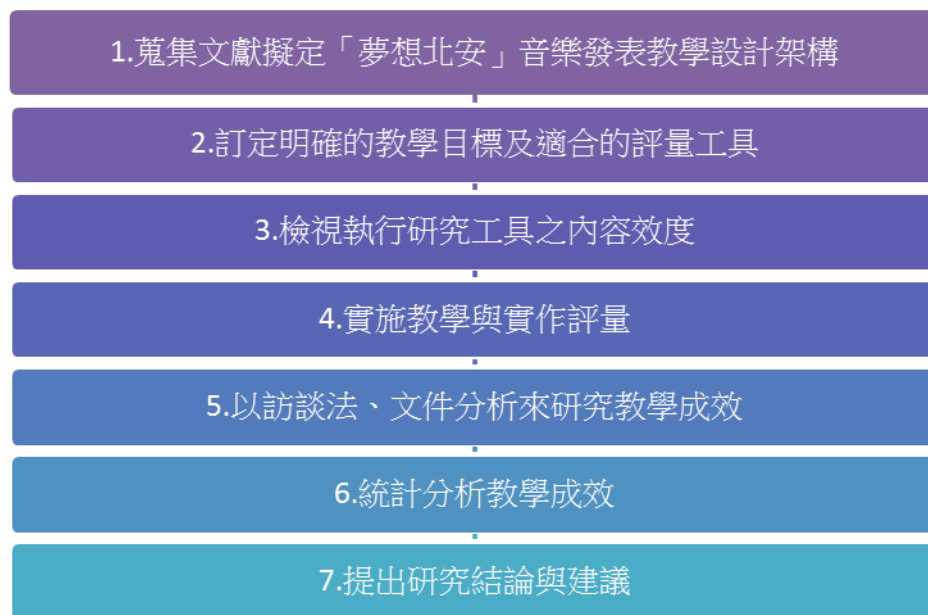 1.蒐集文獻擬定「夢想北安」音樂發表教學設計架構
2.訂定明確的教學目標及適合的評量工具
3.檢視執行研究工具之內容效度
4.實施教學與實作評量
5.以訪談法、文件分析來研究教學成效
6.統計分析教學成效
7.提出研究結論與建議